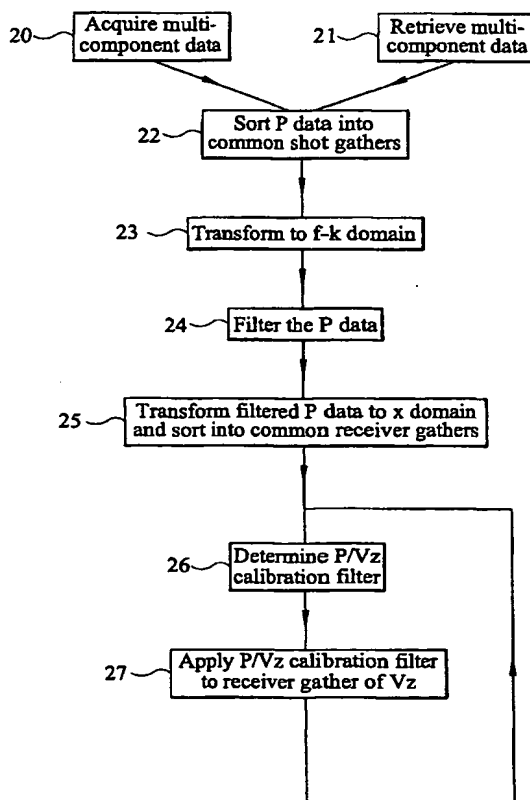 20
Acquire multi-
component data
21
Retrieve multi-
component data
22
Sort P data into
common shot gathers
23
Transform to f-k domain
24
Filter the P data
25
Transform filtered P data to x domain
and sort into common receiver gathers
26
Determine P/Vz
calibration filter
27
Apply P/Vz calibration filter
to receiver gather of Vz